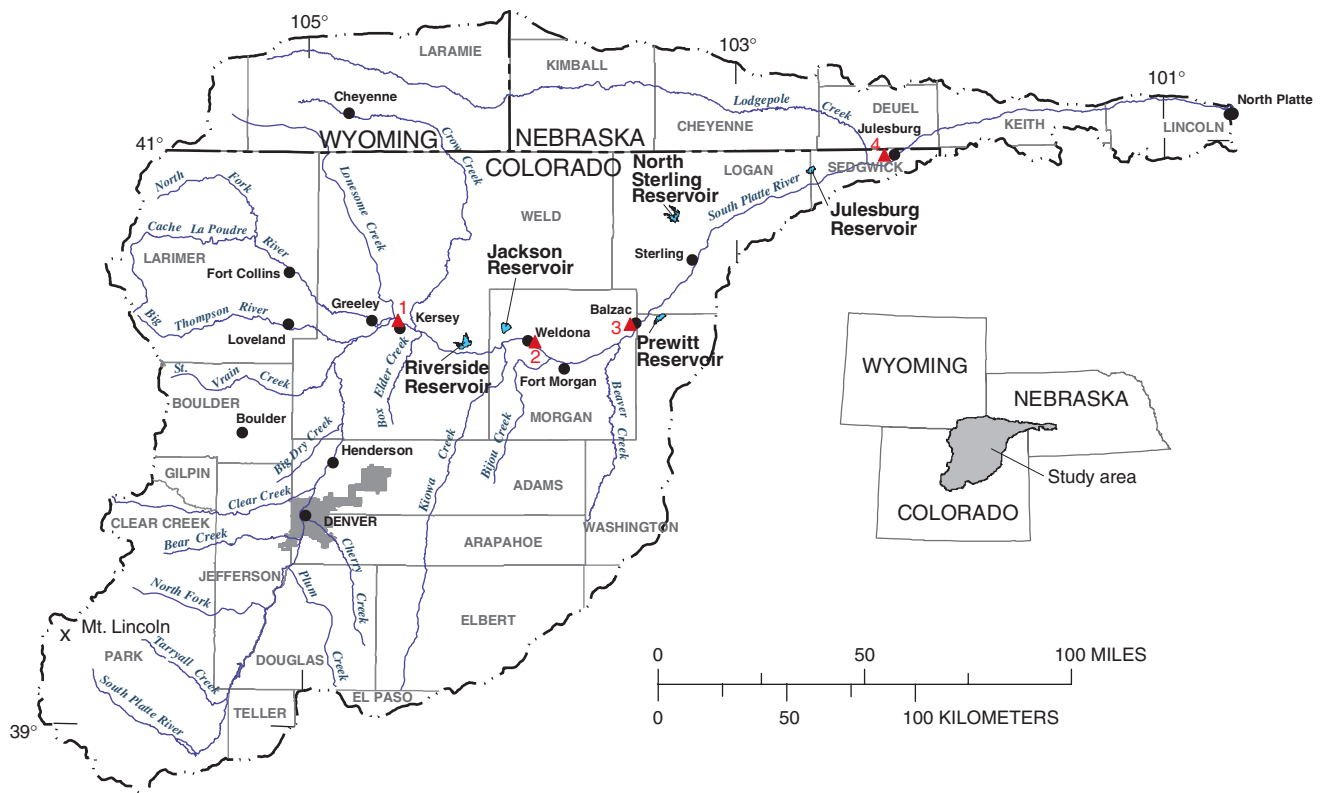 105°
LARAMIE
KIMBALL
103°
101°
Cheyenne
Lodgepole
Creek
DEUEL
North Platte
CHEYENNE
Julesburg
KEITH
LINCOLN
WYOMING
NEBRASKA
Crow Creek
41°
COLORADO
4
SEDGWICK
North
Sterling
Reservoir
LOGAN
North
Fork
Lonesome Creek
South Platte River
Julesburg
Reservoir
WELD
Cache La Poudre
River
LARIMER
Fort Collins
Jackson
Reservoir
Sterling
Greeley
1
Kersey
Balzac
3
Big
Thompson River
Loveland
Weldona
2
Prewitt
Reservoir
Riverside
Reservoir
Fort Morgan
Box
Elder Creek
St.
Vrain Creek
BOULDER
MORGAN
Beaver Creek
Boulder
Big Dry Creek
Kiowa
Creek
Bijou Creek
Henderson
GILPIN
ADAMS
Clear Creek
CLEAR CREEK
DENVER
WASHINGTON
Bear Creek
ARAPAHOE
Cherry
Creek
JEFFERSON
North Fork
Plum
Creek
ELBERT
x Mt. Lincoln
PARK
Tarryall Creek
DOUGLAS
South Platte River
EL PASO
TELLER
39°
WYOMING
NEBRASKA
Study area
COLORADO
0 50 100 MILES
0 50 100 KILOMETERS